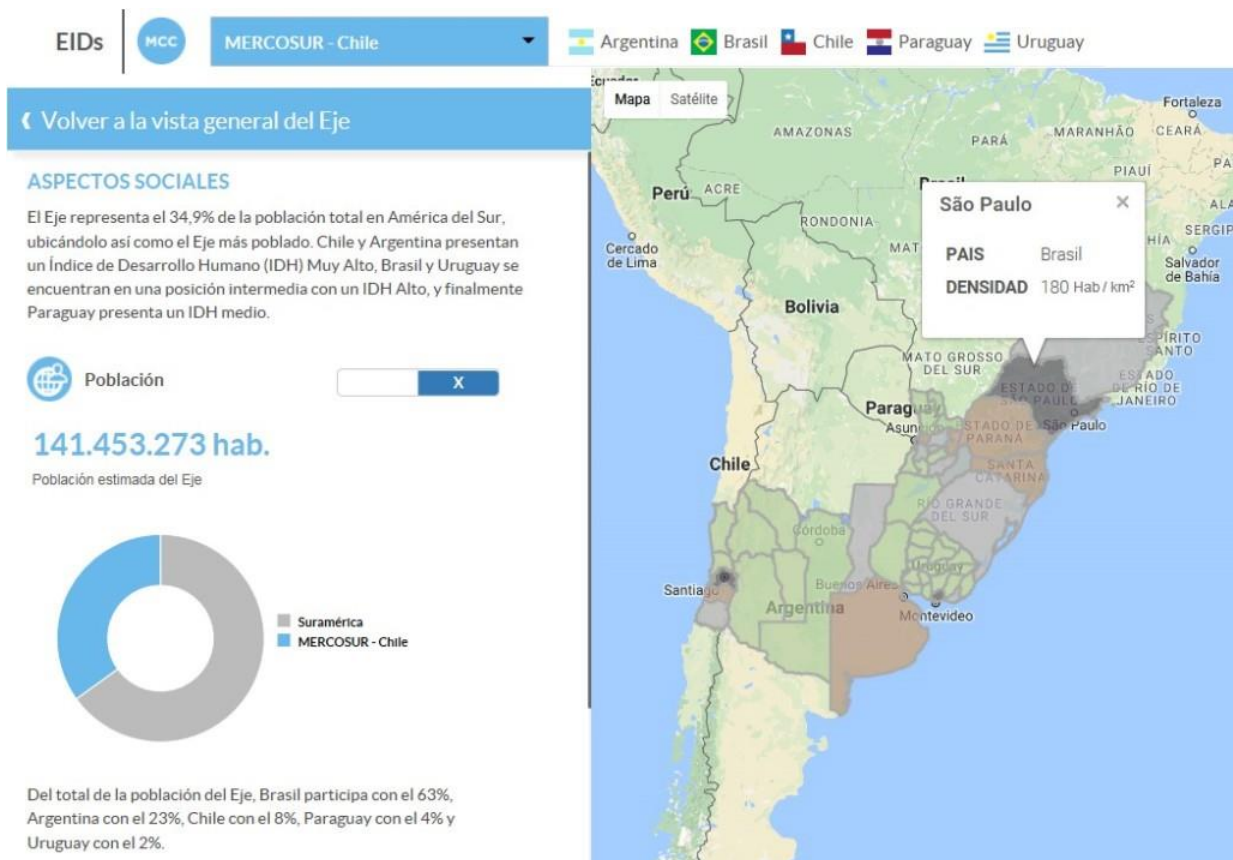 EIDs
MCC
MERCOSUR - Chile
Argentina Brasil Chile Paraguay Uruguay
Volver a la vista general del Eje
ASPECTOS SOCIALES
El Eje representa el 34,9% de la población total en América del Sur,
ubicándolo así como el Eje más poblado. Chile y Argentina presentan
un Índice de Desarrollo Humano (IDH) Muy Alto, Brasil y Uruguay se
encuentran en una posición intermedia con un IDH Alto, y finalmente
Paraguay presenta un IDH medio.
Población
X
141.453.273 hab.
Población estimada del Eje
Suramérica
MERCOSUR - Chile
Del total de la población del Eje, Brasil participa con el 63%,
Argentina con el 23%, Chile con el 8%, Paraguay con el 4% y
Uruguay con el 2%.
Mapa Satélite
Fortaleza
AMAZONAS
PARÁ
MARANHÃO
CEARÁ
PIAUÍ
Perú
ACRE
RONDONIA
Cercado
de Lima
São Paulo ×
PAIS Brasil
DENSIDAD 180 Hab / km²
SERGIP
Salvador
de Bahía
Bolivia
MATO GROSSO
DEL SUR
ESPÍRITO
SANTO
ESTADO
DE RÍO DE
JANEIRO
ESTADO DE
SÃO PAULO
São Paulo
Paraguay
STADO DE
PARANÁ
SANTA
CATARINA
Chile
RÍO GRANDE
DEL SUR
Córdoba
Uruguay
Santiago
Buenos Aires
Argentina
Montevideo